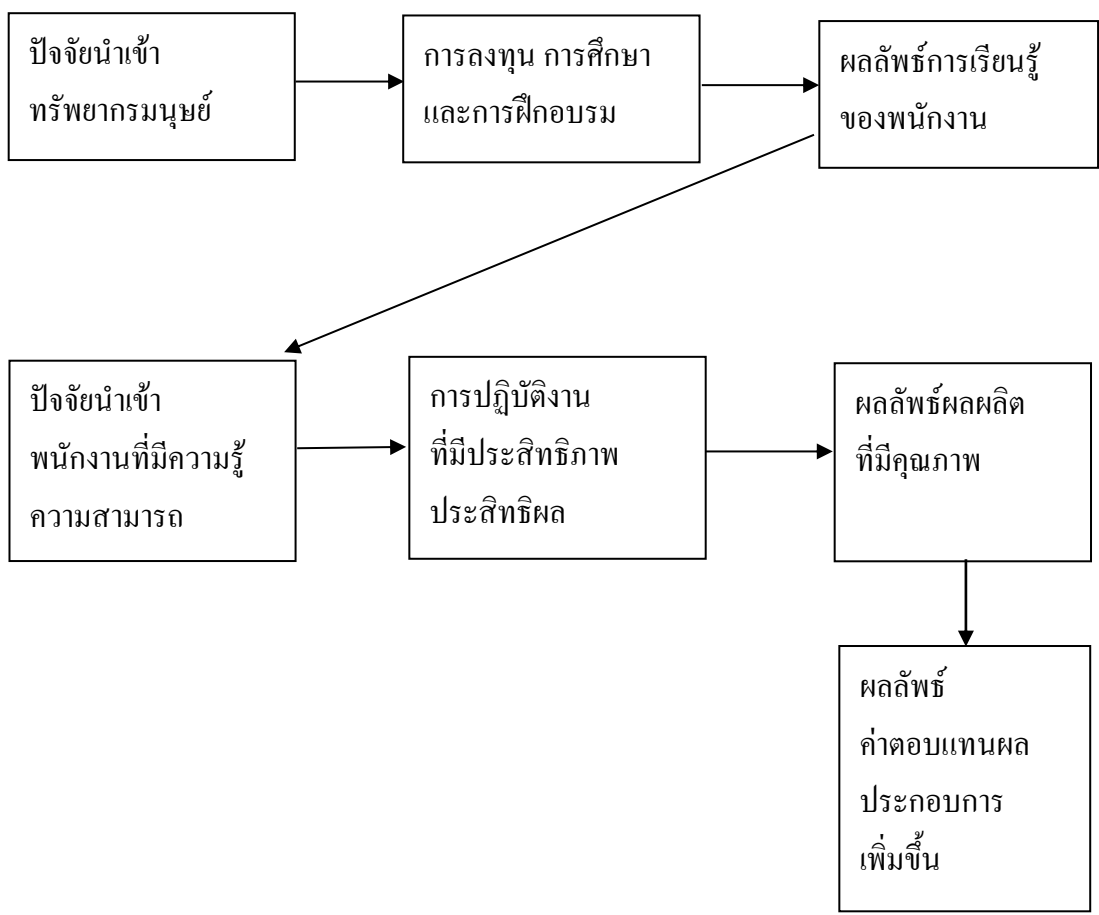 ปัจจัยนำเข้า
ทรัพยากรมนุษย์
การลงทุน การศึกษา
และการฝึกอบรม
ผลลัพธ์การเรียนรู้
ของพนักงาน
ปัจจัยนำเข้า
พนักงานที่มีความรู้
ความสามารถ
การปฏิบัติงาน
ที่มีประสิทธิภาพ
ประสิทธิผล
ผลลัพธ์ผลผลิต
ที่มีคุณภาพ
ผลลัพธ์
ค่าตอบแทนผล
ประกอบการ
เพิ่มขึ้น